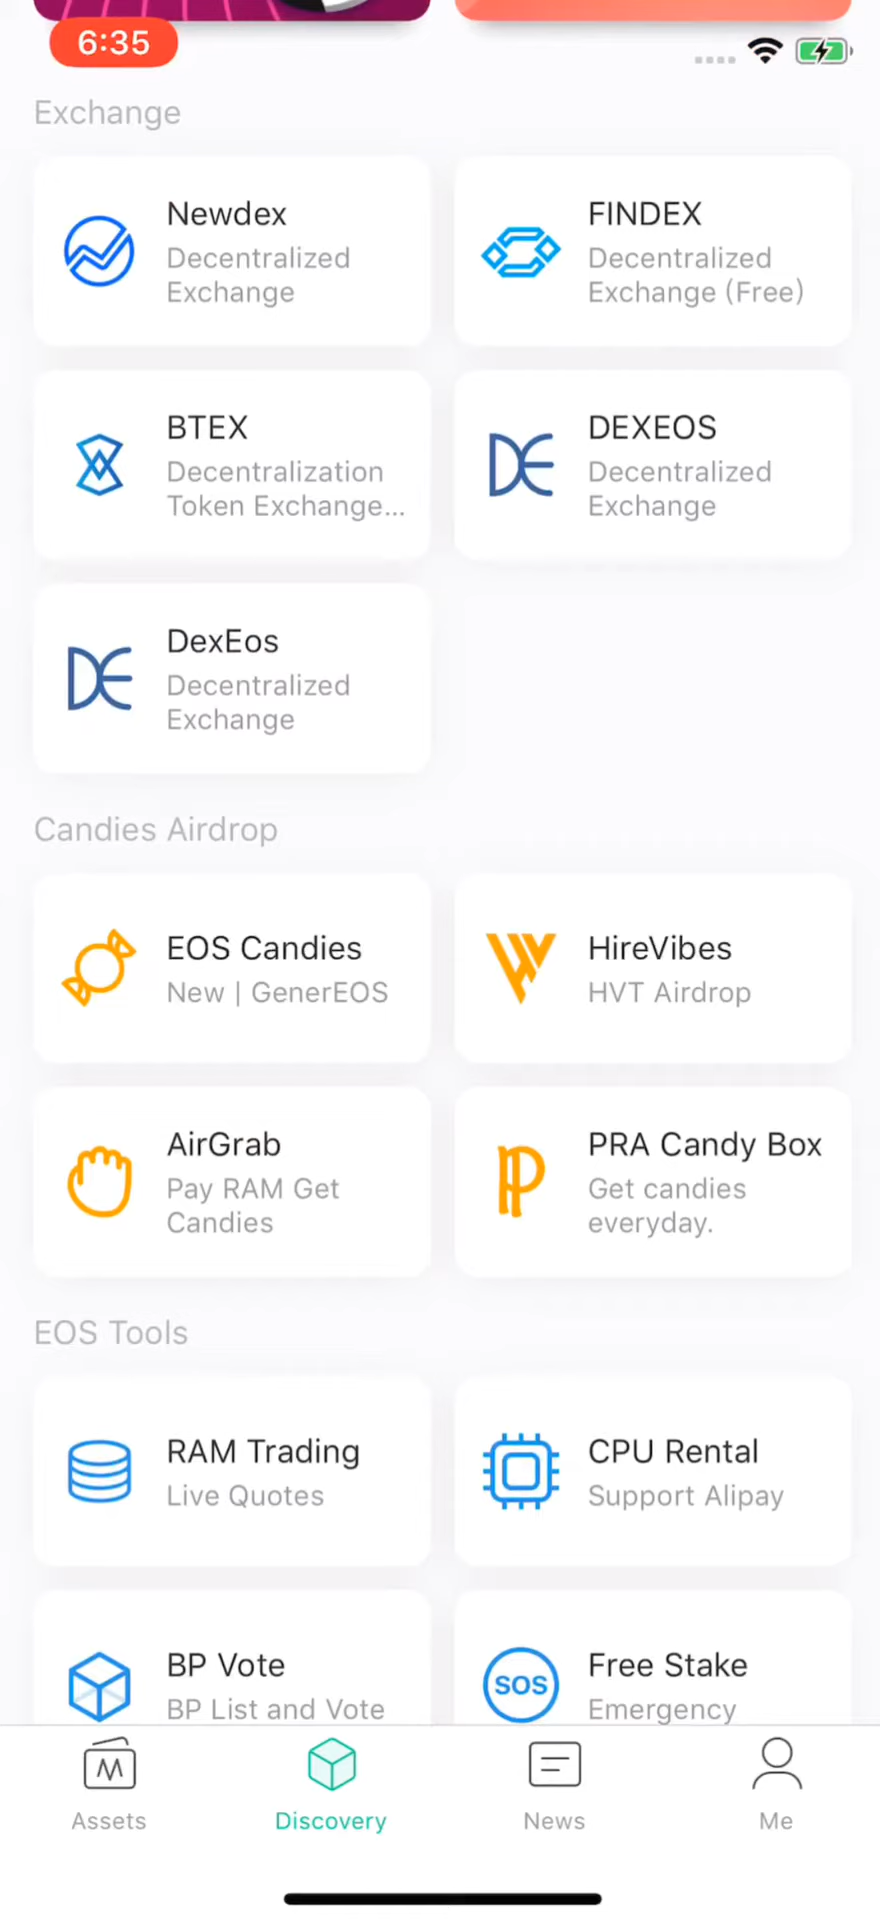 6:35
Exchange
Newdex
Decentralized
Exchange
FINDEX
Decentralized
Exchange (Free)
BTEX
Decentralization
Token Exchange...
DEXEOS
Decentralized
Exchange
DexEos
Decentralized
Exchange
Candies Airdrop
EOS Candies
New | GenerEOS
HireVibes
HVT Airdrop
AirGrab
Pay RAM Get
Candies
PRA Candy Box
Get candies
everyday.
EOS Tools
RAM Trading
Live Quotes
CPU Rental
Support Alipay
BP Vote
BP List and Vote
SOS
Free Stake
Emergency
Assets
Discovery
News
Me